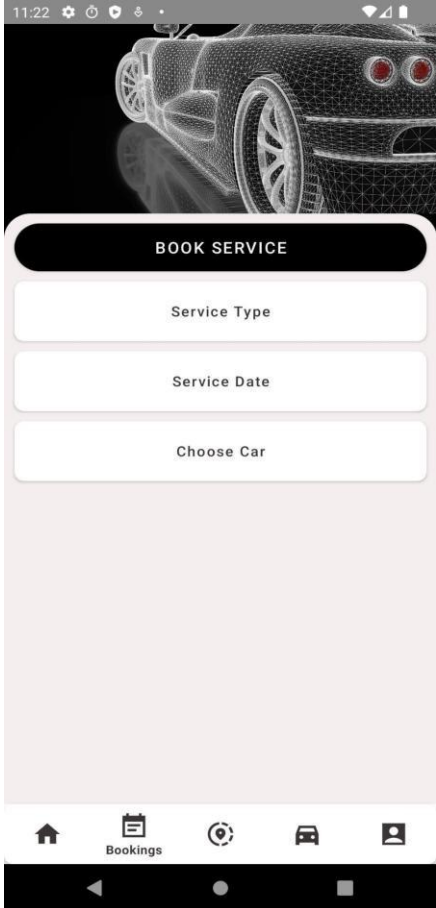 11:22
BOOK SERVICE
Service Type
Service Date
Choose Car
Bookings